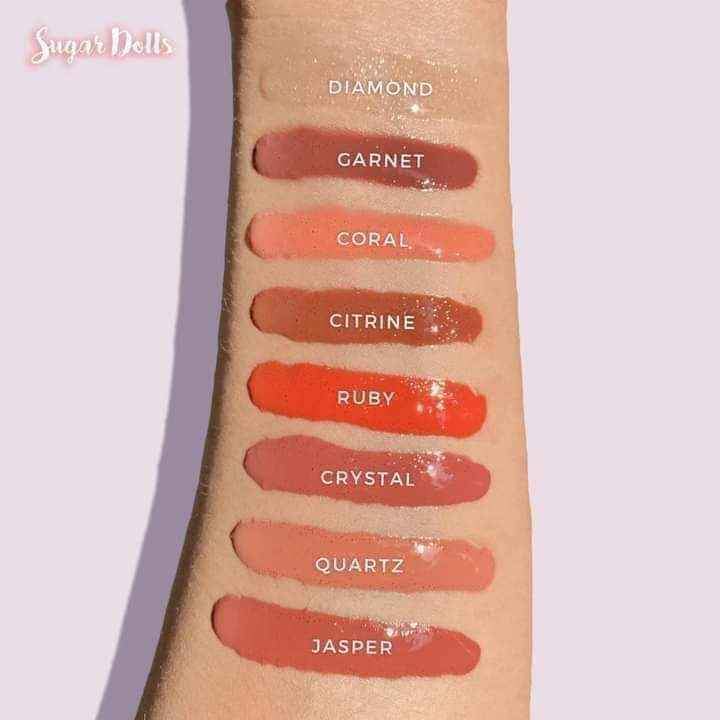 Sugar Dolls
DIAMOND
GARNET
CORAL
CITRINE
RUBY
CRYSTAL
QUARTZ
JASPER